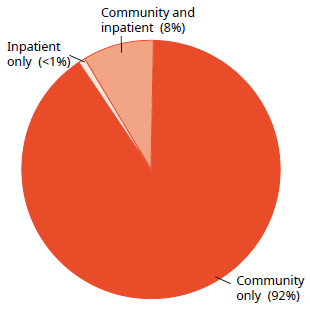 Community and
inpatient (8%)
Inpatient
only (<1%)
Community
only (92%)